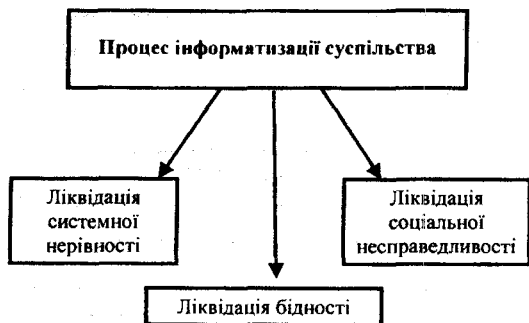 Процес інформатизації суспільства
Ліквідація
системної
нерівності
Ліквідація
соціальної
несправедливості
Ліквідація бідності